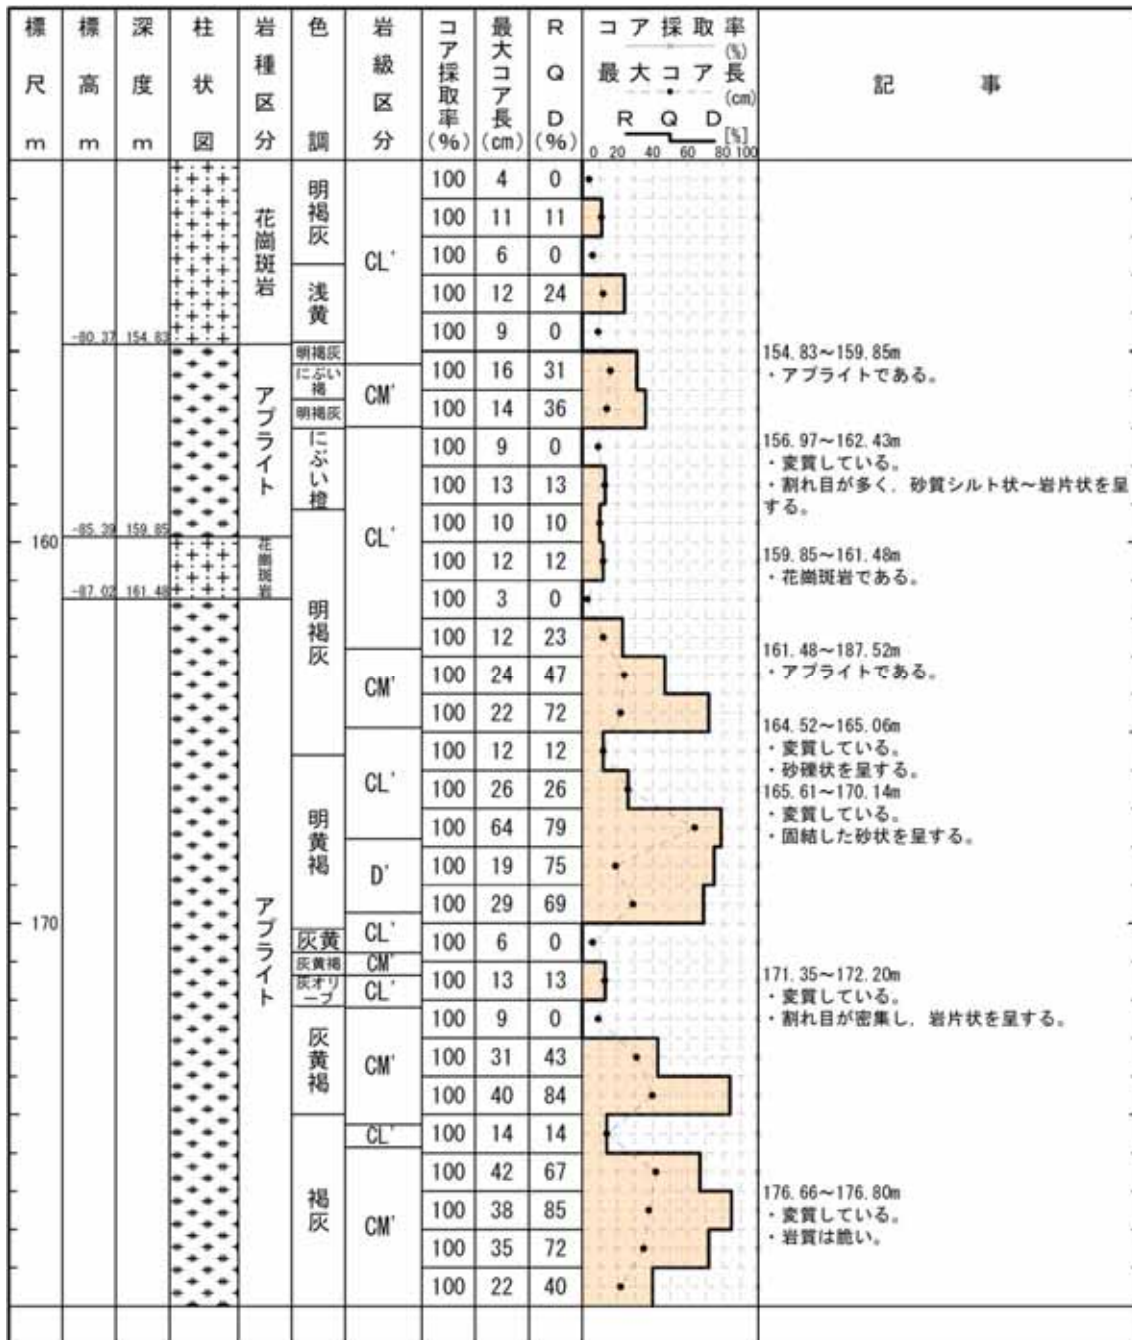 標尺m
標高m
深度m
柱状図
岩種区分
色調
岩級区分
コア採取率(%)
最大コア長(cm)
RQD(%)
コア採取率
(%)
最大コア長
(cm)
RQD
[%]
0 20 40 60 80 100
記事
160
170
-80.37 154.83
-85.39 159.85
-87.02 161.48
花崗斑岩
アプライト
花崗斑岩
アプライト
明褐灰
浅黄
明褐灰
にぶい褐
明褐灰
にぶい橙
明褐灰
明黄褐
灰黄
灰黄褐
灰オリーブ
灰黄褐
褐灰
CL'
CM'
CL'
CM'
CL'
D'
CL'
CM'
CL'
CM'
CL'
CM'
100 4 0
100 11 11
100 6 0
100 12 24
100 9 0
100 16 31
100 14 36
100 9 0
100 13 13
100 10 10
100 12 12
100 3 0
100 12 23
100 24 47
100 22 72
100 12 12
100 26 26
100 64 79
100 19 75
100 29 69
100 6 0
100 13 13
100 9 0
100 31 43
100 40 84
100 14 14
100 42 67
100 38 85
100 35 72
100 22 40
154.83～159.85m
・アプライトである。
156.97～162.43m
・変質している。
・割れ目が多く、砂質シルト状～岩片状を呈
する。
159.85～161.48m
・花崗斑岩である。
161.48～187.52m
・アプライトである。
164.52～165.06m
・変質している。
・砂礫状を呈する。
165.61～170.14m
・変質している。
・固結した砂状を呈する。
171.35～172.20m
・変質している。
・割れ目が密集し、岩片状を呈する。
176.66～176.80m
・変質している。
・岩質は脆い。